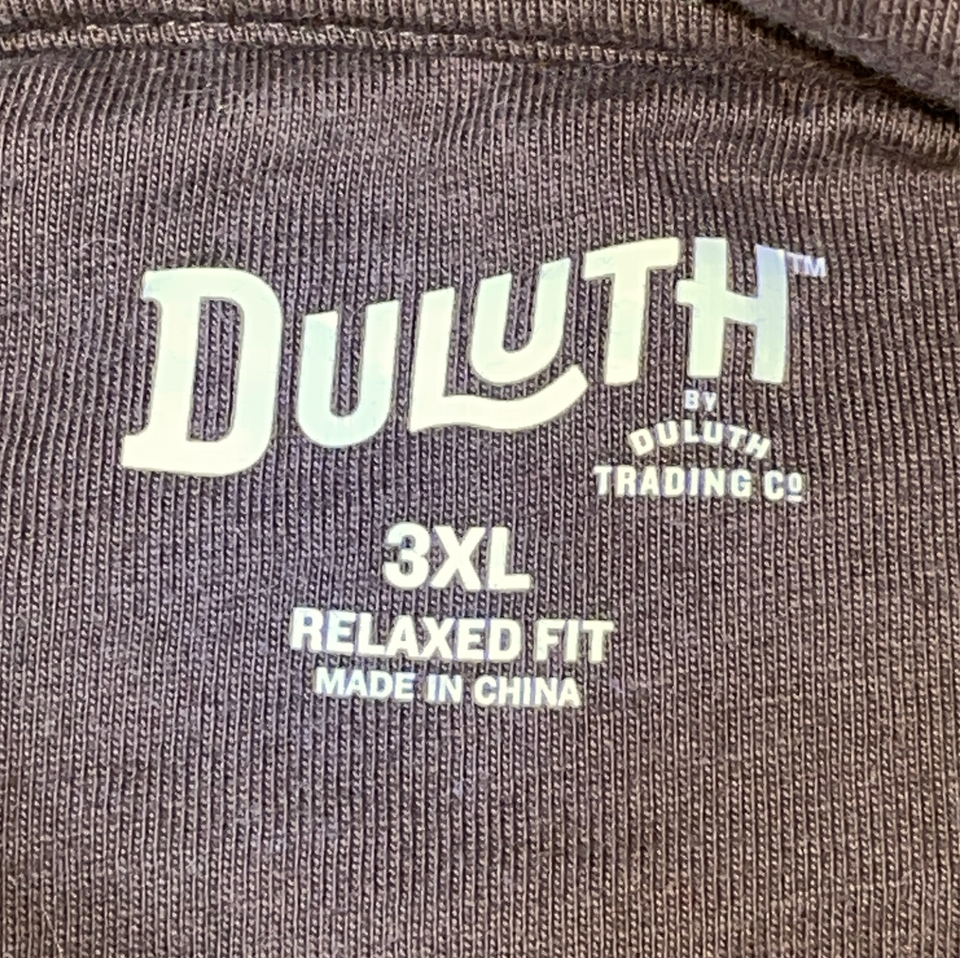 DULUTH™
BY
DULUTH
TRADING Cº
3XL
RELAXED FIT
MADE IN CHINA